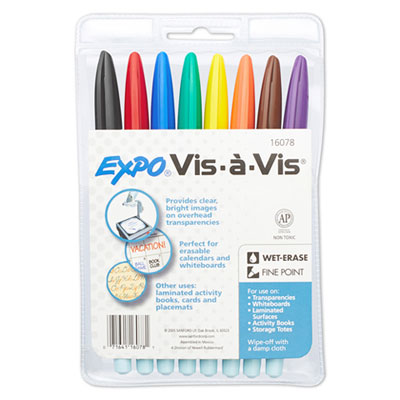 16078
EXPO® Vis·à·Vis®
Provides clear,
bright images
on overhead
transparencies
AP
NON TOXIC
VACATION!
BOOK
CLUB
Perfect for
erasable
calendars and
whiteboards
WET-ERASE
FINE POINT
Other uses:
laminated activity
books, cards and
placemats
For use on:
• Transparencies
• Whiteboards
• Laminated
Surfaces
• Activity Books
• Storage Totes
Wipe-off with
a damp cloth
71641 16078